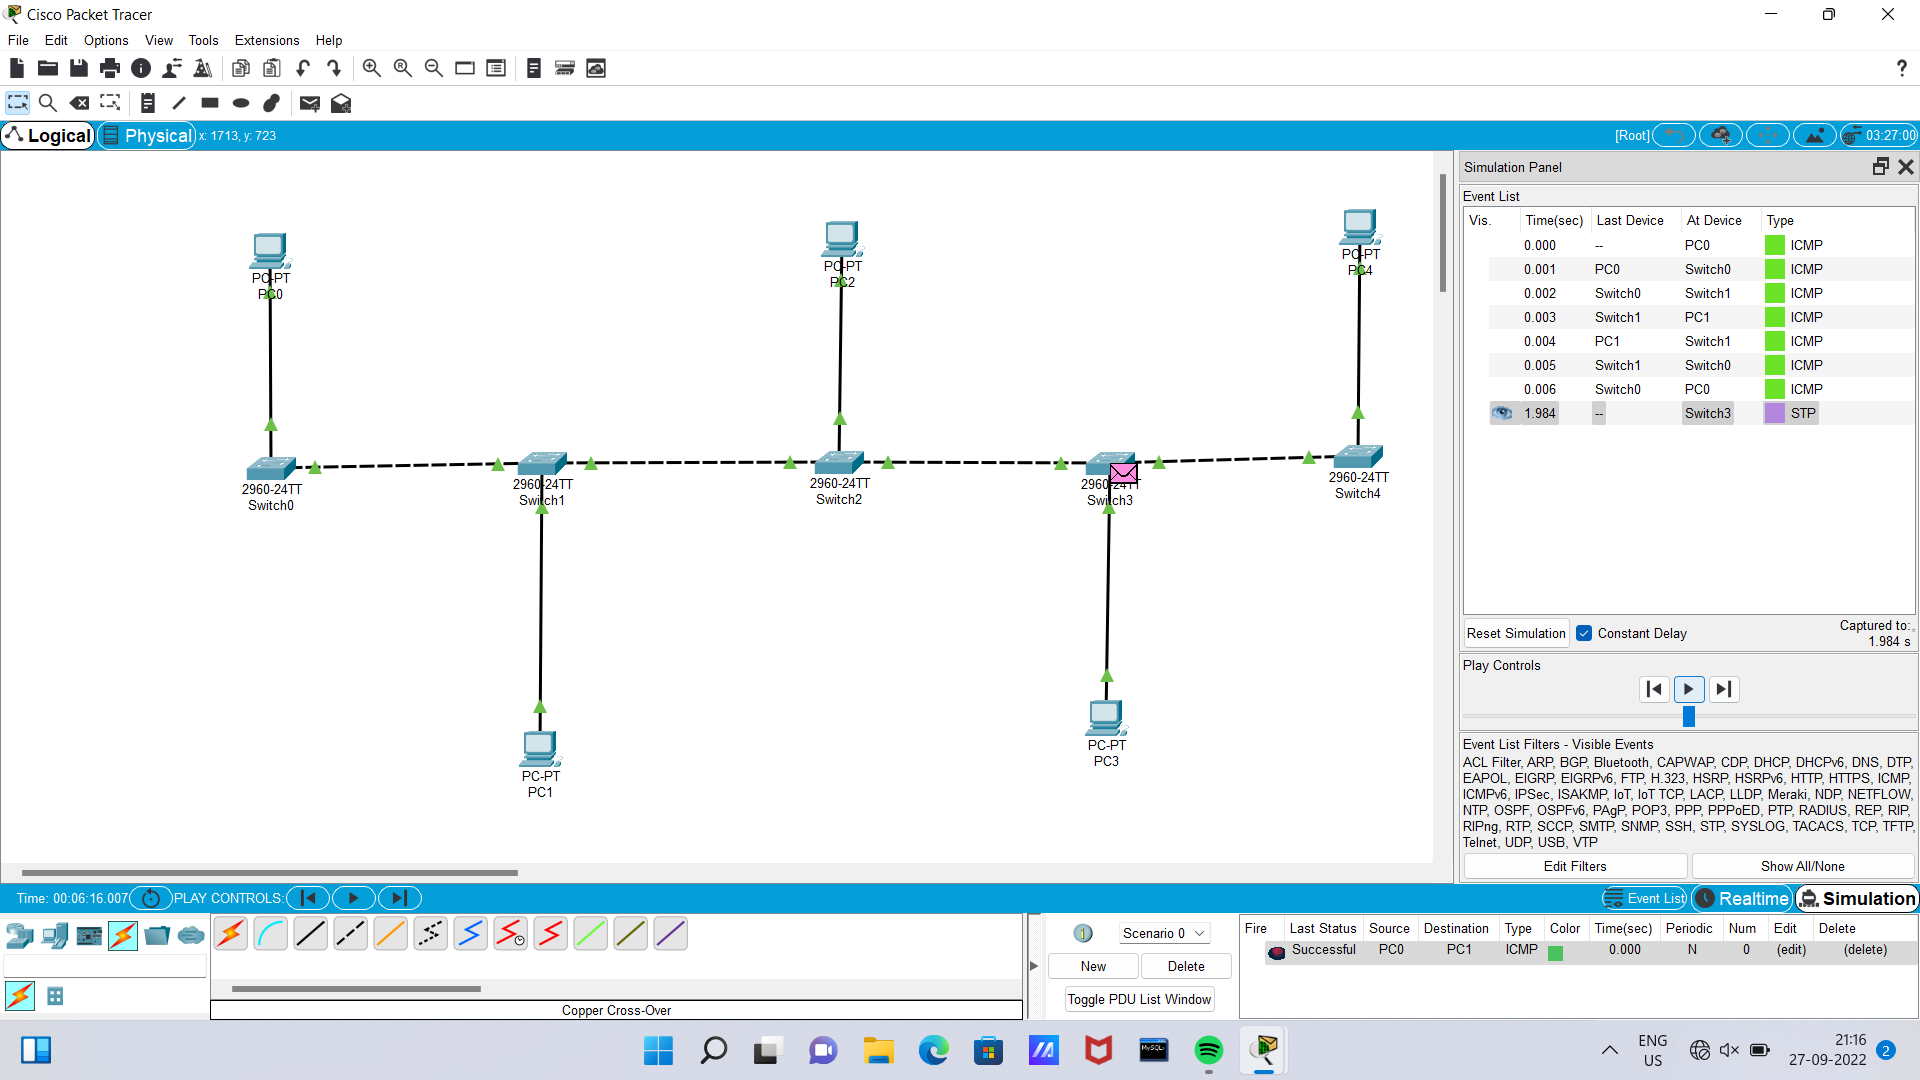 Cisco Packet Tracer
File Edit Options View Tools Extensions Help
Logical Physical x: 1713, y: 723 [Root] 03:27:00
Simulation Panel
Event List
Vis. Time(sec) Last Device At Device Type
0.000 -- PC0 ICMP
0.001 PC0 Switch0 ICMP
0.002 Switch0 Switch1 ICMP
0.003 Switch1 PC1 ICMP
0.004 PC1 Switch1 ICMP
0.005 Switch1 Switch0 ICMP
0.006 Switch0 PC0 ICMP
1.984 -- Switch3 STP
PC-PT
PC0
PC-PT
PC2
PC-PT
PC4
2960-24TT
Switch0
2960-24TT
Switch1
2960-24TT
Switch2
2960-24TT
Switch3
2960-24TT
Switch4
PC-PT
PC1
PC-PT
PC3
Reset Simulation Constant Delay Captured to:
1.984 s
Play Controls
Event List Filters - Visible Events
ACL Filter, ARP, BGP, Bluetooth, CAPWAP, CDP, DHCP, DHCPv6, DNS, DTP,
EAPOL, EIGRP, EIGRPv6, FTP, H.323, HSRP, HSRPv6, HTTP, HTTPS, ICMP,
ICMPv6, IPSec, ISAKMP, IoT, IoT TCP, LACP, LLDP, Meraki, NDP, NETFLOW,
NTP, OSPF, OSPFv6, PAgP, POP3, PPP, PPPoED, PTP, RADIUS, REP, RIP,
RIPng, RTP, SCCP, SMTP, SNMP, SSH, STP, SYSLOG, TACACS, TCP, TFTP,
Telnet, UDP, USB, VTP
Edit Filters Show All/None
Time: 00:06:16.007 PLAY CONTROLS: Event List Realtime Simulation
Scenario 0
New Delete
Toggle PDU List Window
Fire Last Status Source Destination Type Color Time(sec) Periodic Num Edit Delete
Successful PC0 PC1 ICMP 0.000 N 0 (edit) (delete)
Copper Cross-Over
MySQL
ENG
US
21:16
27-09-2022
2